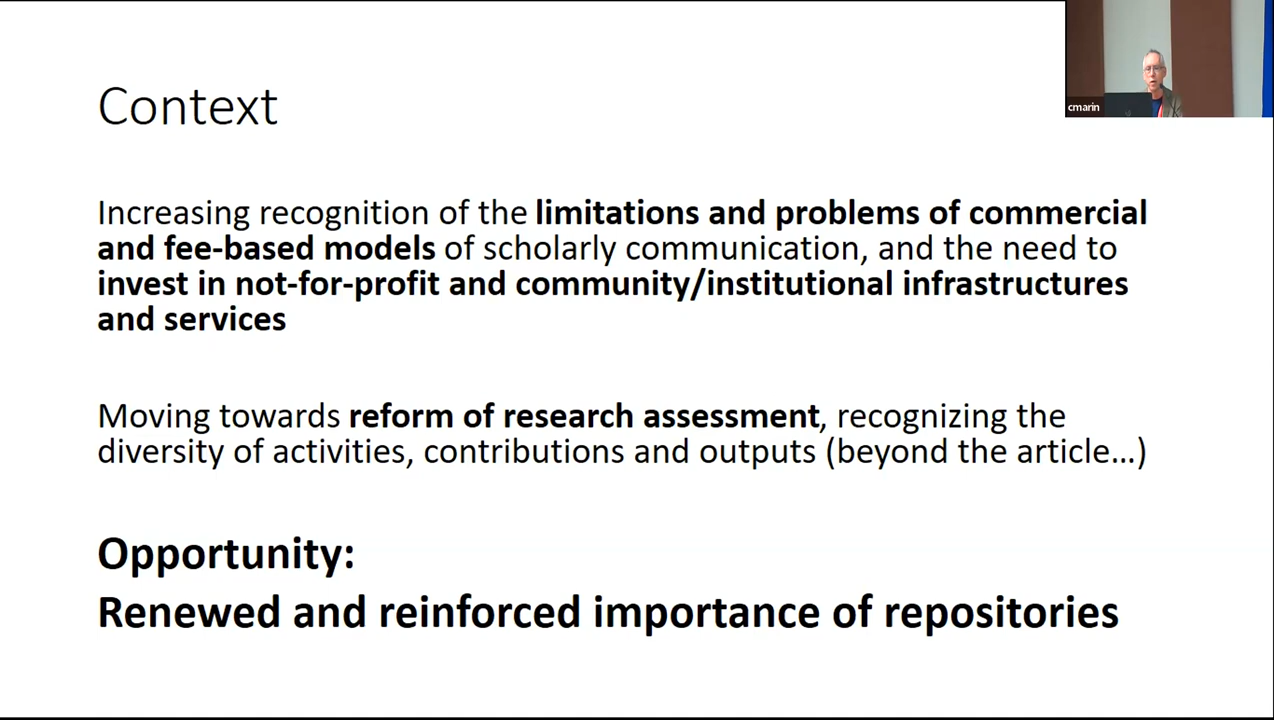 Context
cmarin
Increasing recognition of the limitations and problems of commercial
and fee-based models of scholarly communication, and the need to
invest in not-for-profit and community/institutional infrastructures
and services
Moving towards reform of research assessment, recognizing the
diversity of activities, contributions and outputs (beyond the article…)
Opportunity:
Renewed and reinforced importance of repositories